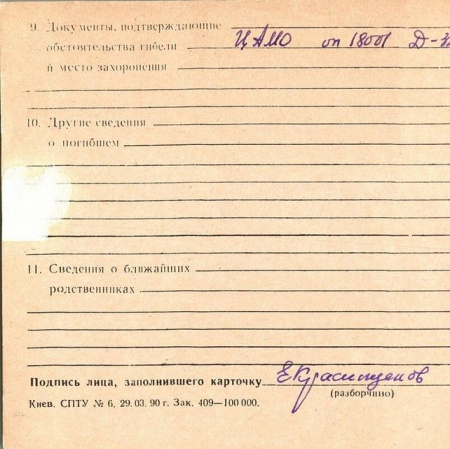 9. Документы, подтверждающие
обстоятельства гибели ЦАМО оп 18001 Д-
и место захоронения
10. Другие сведения
о погибшем
11. Сведения о ближайших
родственниках
Подпись лица, заполнившего карточку
(разборчиво)
Киев. СПТУ № 6, 29. 03. 90 г. Зак. 409—100 000.